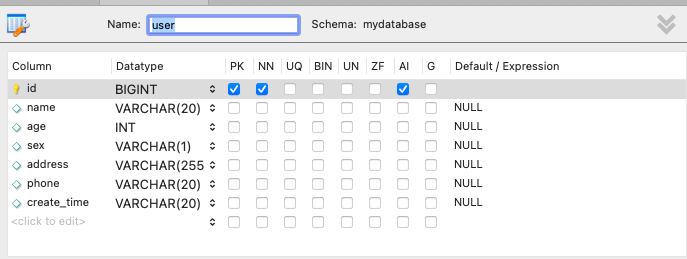 Name: user Schema: mydatabase
Column Datatype PK NN UQ BIN UN ZF AI G Default / Expression
id BIGINT
name VARCHAR(20) NULL
age INT NULL
sex VARCHAR(1) NULL
address VARCHAR(255 NULL
phone VARCHAR(20) NULL
create_time VARCHAR(20) NULL
<click to edit>